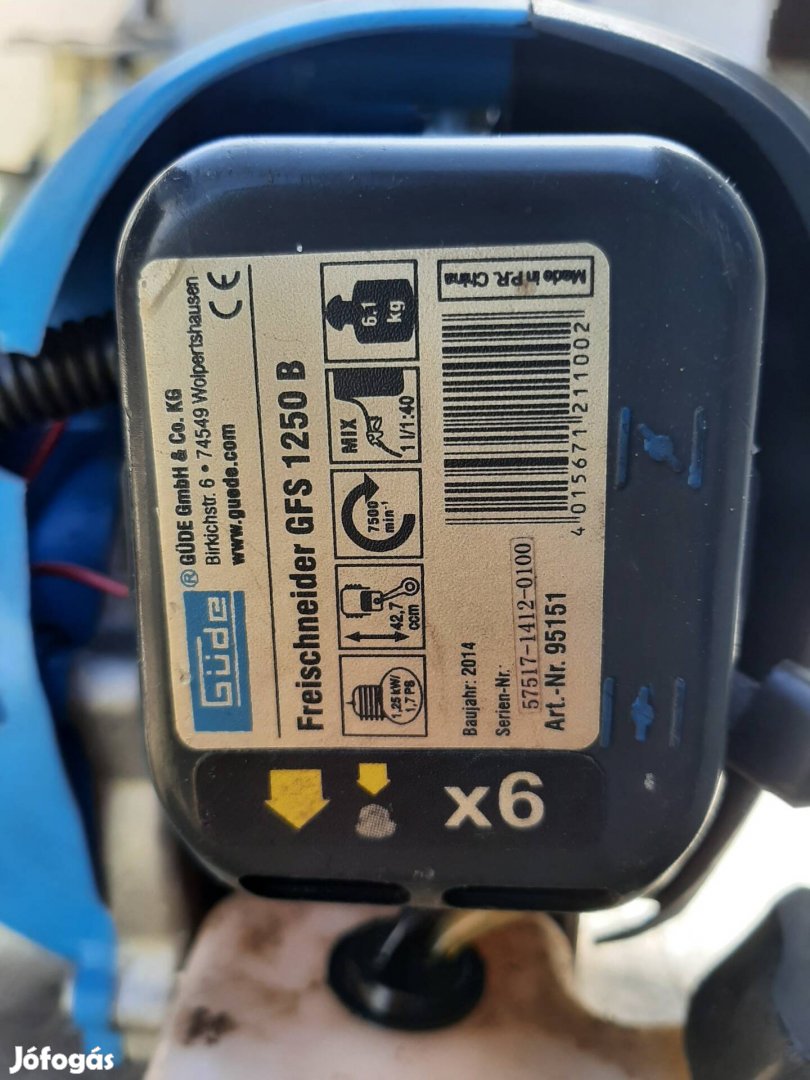 Güde
® GÜDE GmbH & Co. KG
Birkichstr. 6 • 74549 Wolpertshausen
www.guede.com
CE
Freischneider GFS 1250 B
1,25 kW/
1,7 PS
42,7
ccm
7500
min⁻¹
MIX
1 l/1:40
6.1
kg
Baujahr: 2014
Serien-Nr.:
57517-1412-0100
Art.-Nr. 95151
4 015671 211002
Made in P.R. China
x6
Jófogás